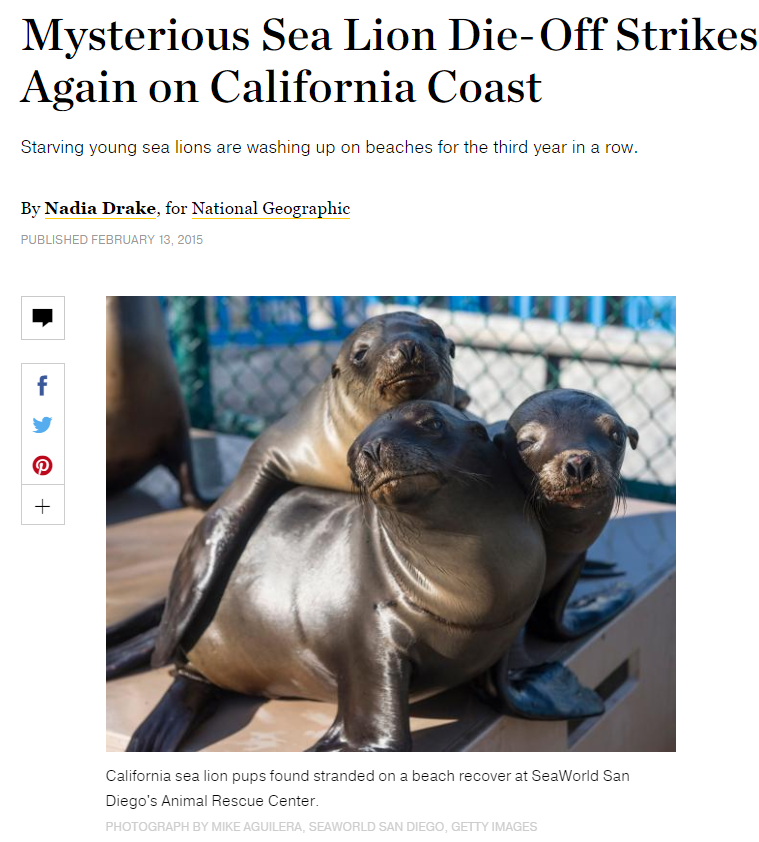 Mysterious Sea Lion Die-Off Strikes
Again on California Coast
Starving young sea lions are washing up on beaches for the third year in a row.
By Nadia Drake, for National Geographic
PUBLISHED FEBRUARY 13, 2015
California sea lion pups found stranded on a beach recover at SeaWorld San
Diego's Animal Rescue Center.
PHOTOGRAPH BY MIKE AGUILERA, SEAWORLD SAN DIEGO, GETTY IMAGES